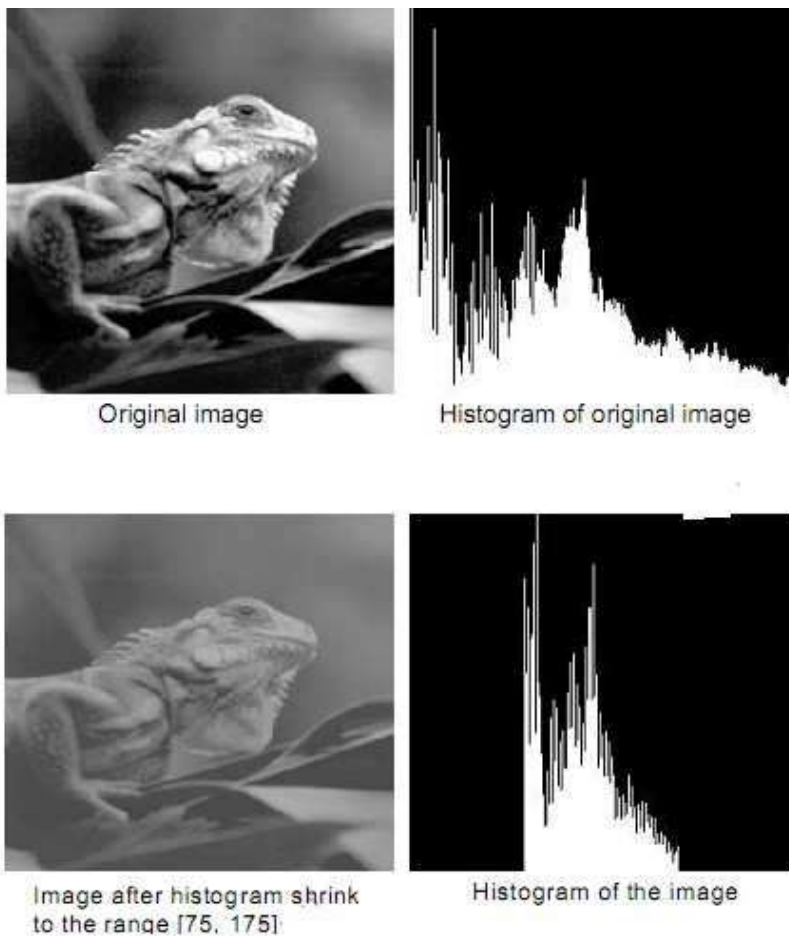 Original image
Histogram of original image
Image after histogram shrink
to the range [75, 175]
Histogram of the image